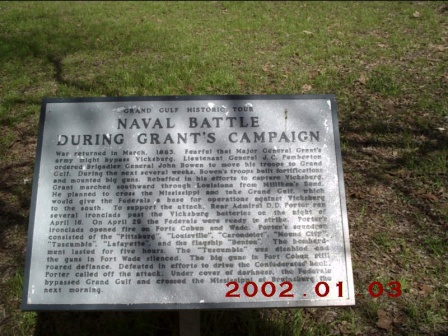 GRAND GULF HISTORIC TOUR
NAVAL BATTLE
DURING GRANT'S CAMPAIGN
War returned in March, 1863. Fearful that Major General Grant's
army might bypass Vicksburg, Lieutenant General J.C. Pemberton
ordered Brigadier General John Bowen to move his troops to Grand
Gulf. During the next several weeks, Bowen's troops built fortifications
and mounted big guns. Rebuffed in his efforts to capture Vicksburg,
Grant marched southward through Louisiana from Milliken's Bend.
He planned to cross the Mississippi and take Grand Gulf, which
would give the Federals a base for operations against Vicksburg
to the south. To support the attack, Rear Admiral D.D. Porter ran
several ironclads past the Vicksburg batteries on the night of
April 16. On April 29 the Federals were ready to strike. Porter's
ironclads opened fire on Forts Cobun and Wade. Porter's squadron
consisted of the "Pittsburg", "Louisville", "Carondelet", "Mound City",
"Tuscumbia", "Lafayette", and the flagship "Benton". The bombard-
ment lasted for five hours. The "Tuscumbia" was disabled and
the guns in Fort Wade silenced. The big guns in Fort Cobun still
roared defiance. Defeated in efforts to drive the Confederates back,
Porter called off the attack. Under cover of darkness, the Federals
bypassed Grand Gulf and crossed the Mississippi at Bruinsburg the
next morning.
2002. 01 03